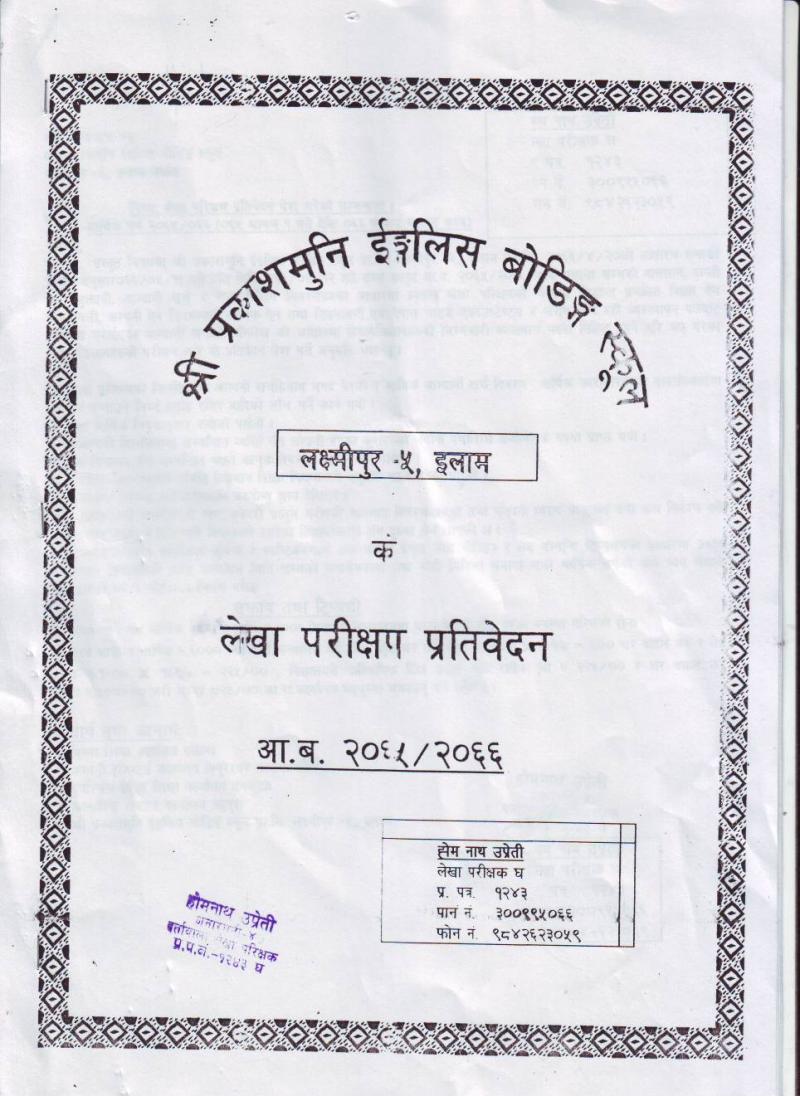 श्री प्रकाशमुनि ईङ्गलिस बोडिङ्ग स्कूल
लक्ष्मीपुर -५, इलाम
कं
लेखा परीक्षण प्रतिवेदन
आ.ब. २०६५/२०६६
होम नाथ उप्रेती
लेखा परीक्षक घ
प्र. पत्र. १२४३
पान नं. ३००९९५०६६
फोन नं. ९८४२६२३०५९
होमनाथ उप्रेती
दर्तावाला लेखा परिक्षक
प्र.प.नं.-१२४३ घ